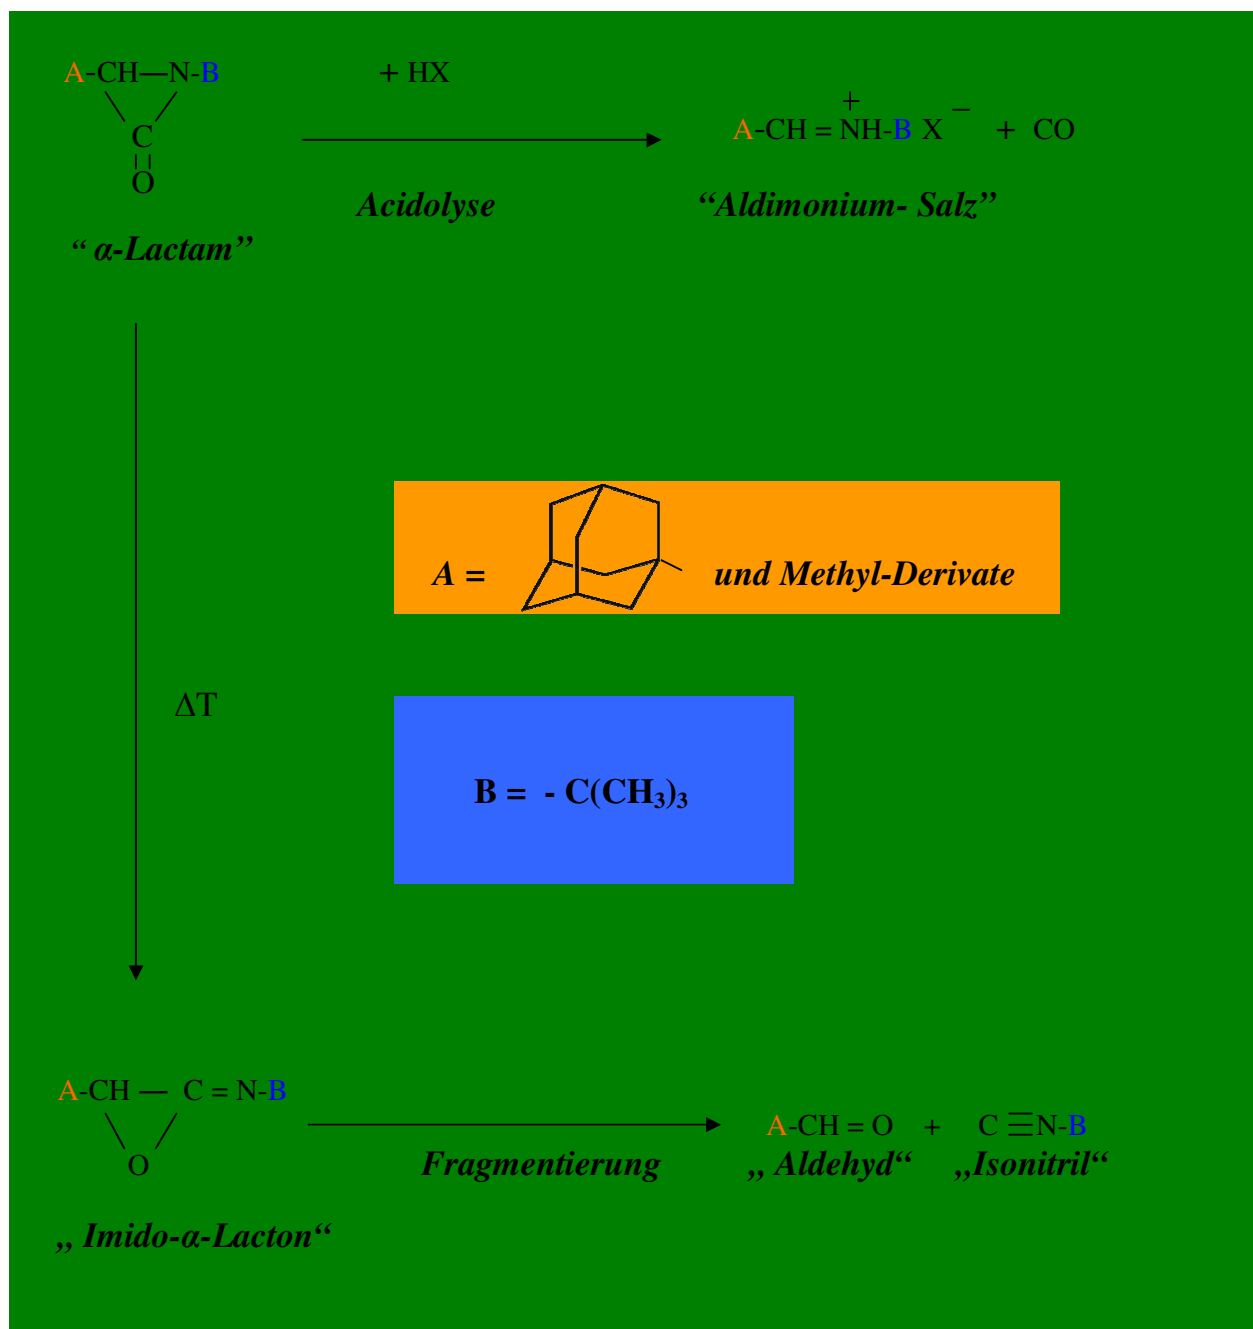 A-CH—N-B
+ HX
C
O
+ –
A-CH = NH-B X + CO
Acidolyse
“Aldimonium- Salz”
“ α-Lactam”
A =
und Methyl-Derivate
ΔT
B = - C(CH₃)₃
A-CH — C = N-B
O
A-CH = O + C ≡N-B
Fragmentierung
„ Aldehyd“ „Isonitril“
„ Imido-α-Lacton“